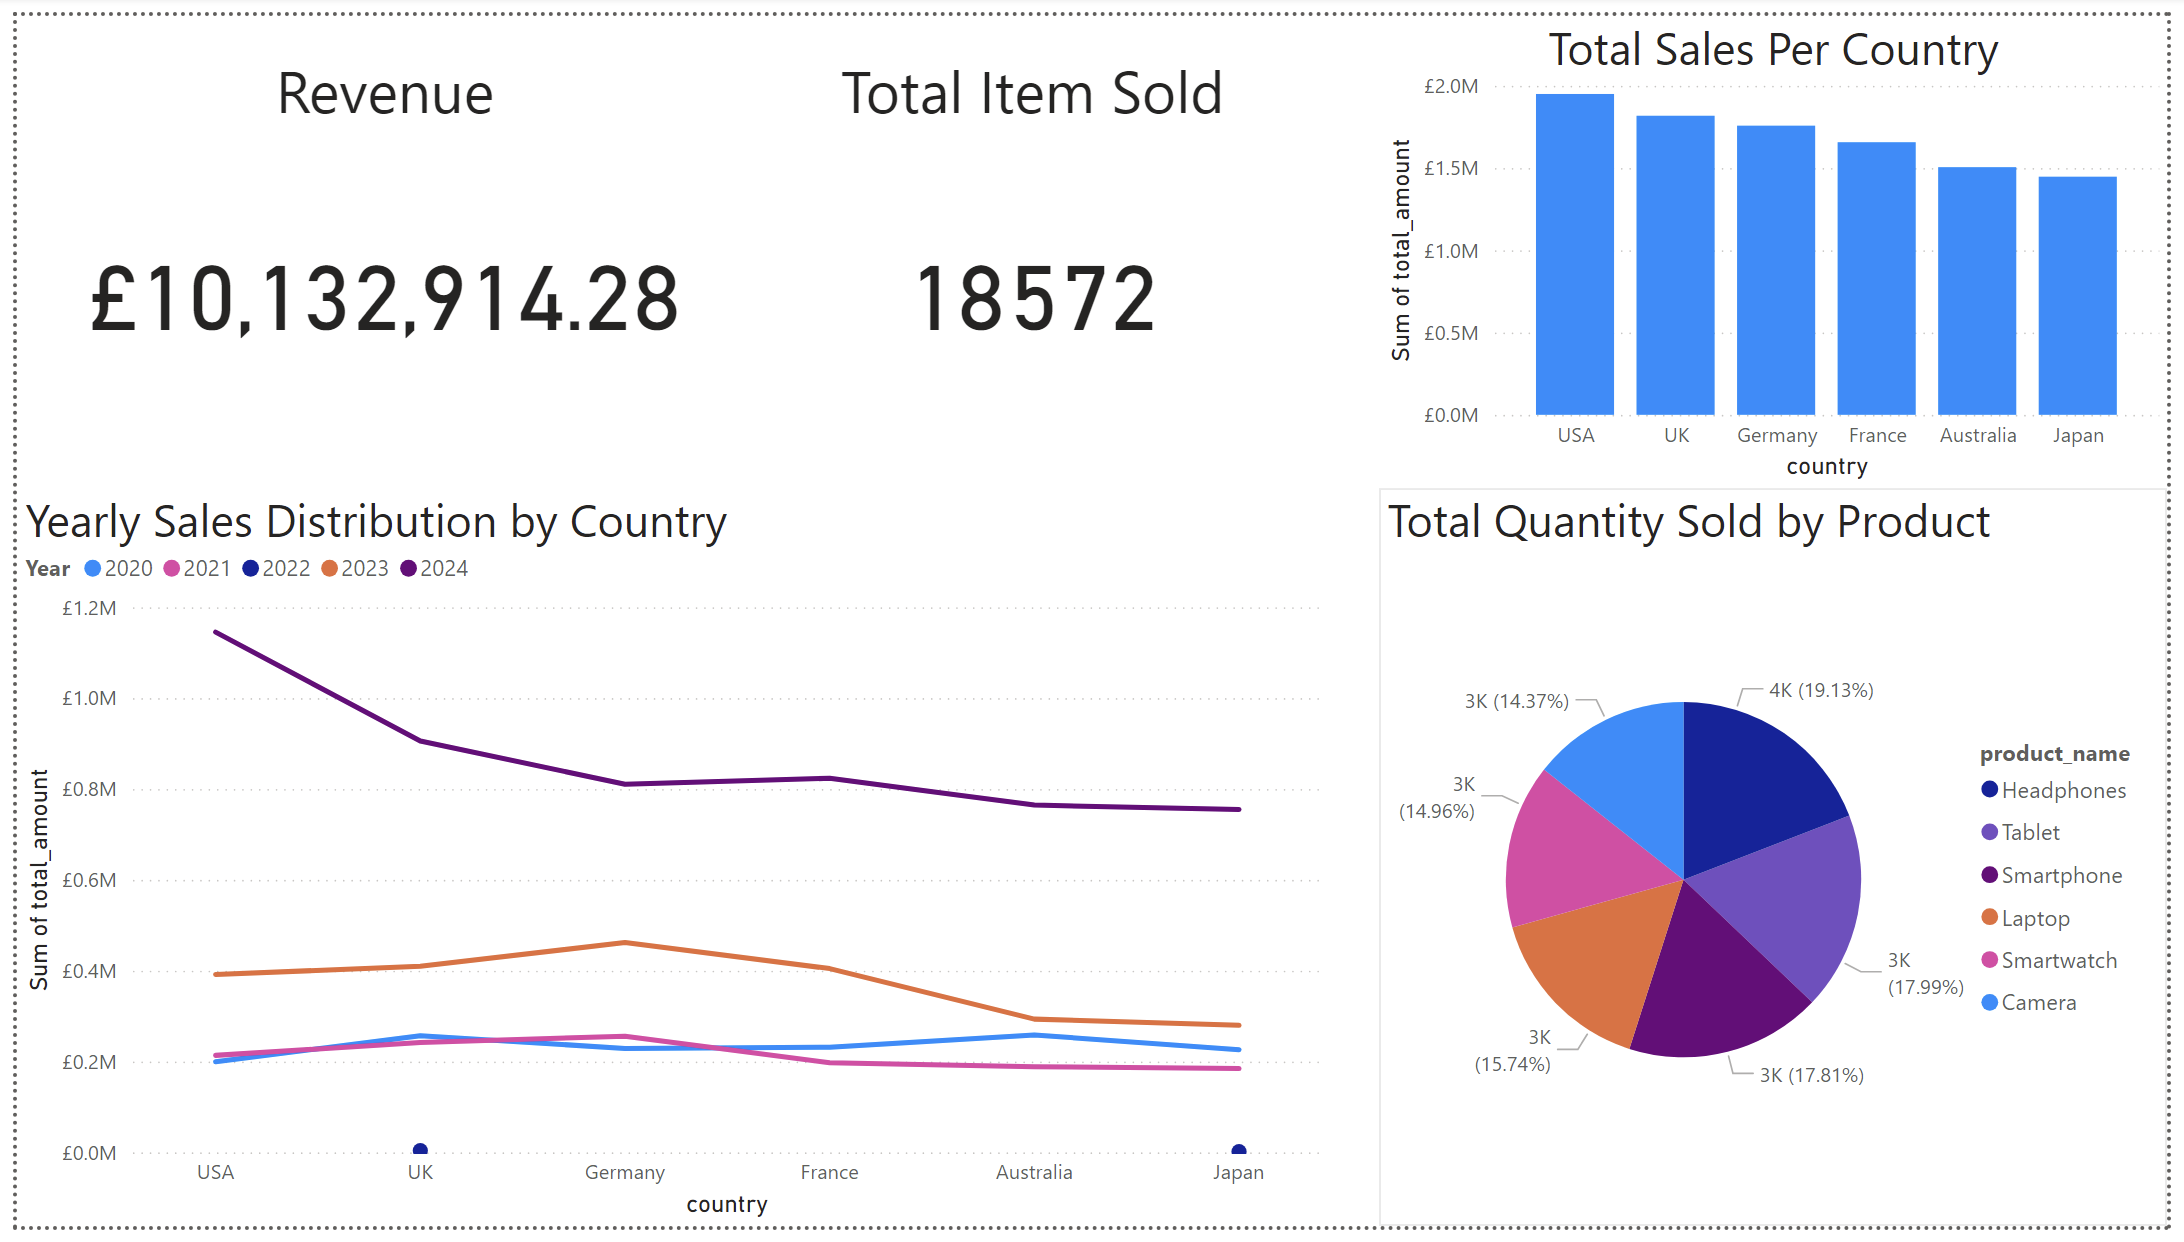 Revenue
£10,132,914.28
Total Item Sold
18572
Total Sales Per Country
Sum of total_amount
£2.0M
£1.5M
£1.0M
£0.5M
£0.0M
USA UK Germany France Australia Japan
country
Yearly Sales Distribution by Country
Year 2020 2021 2022 2023 2024
Sum of total_amount
£1.2M
£1.0M
£0.8M
£0.6M
£0.4M
£0.2M
£0.0M
USA UK Germany France Australia Japan
country
Total Quantity Sold by Product
4K (19.13%)
3K
(17.99%)
3K (17.81%)
3K
(15.74%)
3K
(14.96%)
3K (14.37%)
product_name
Headphones
Tablet
Smartphone
Laptop
Smartwatch
Camera